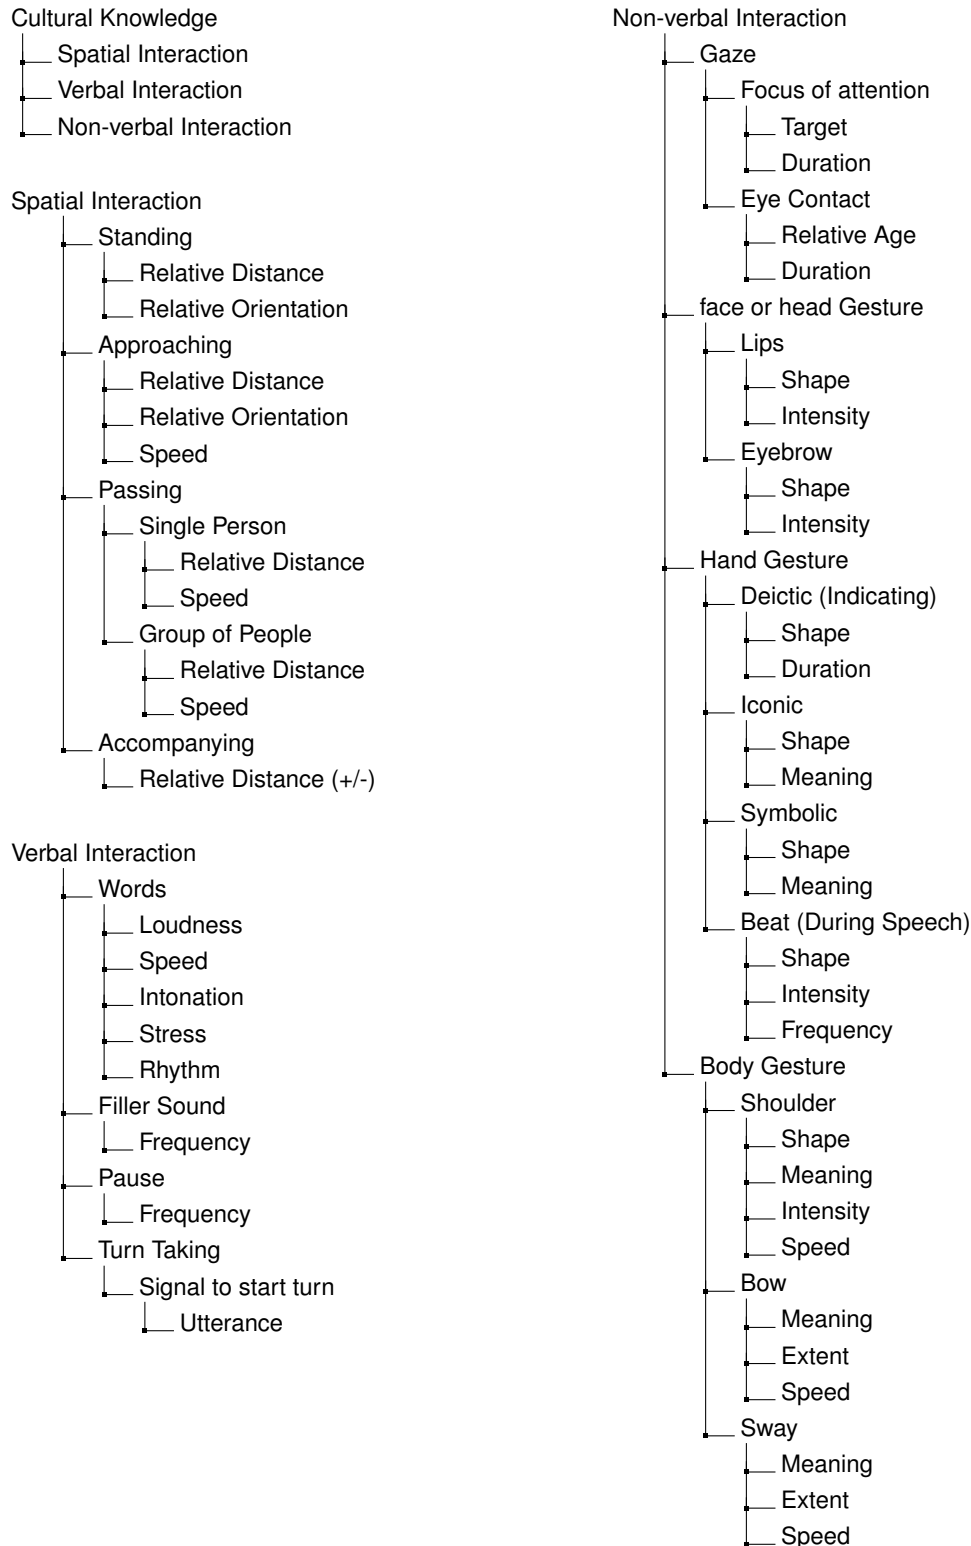 Cultural Knowledge
Spatial Interaction
Verbal Interaction
Non-verbal Interaction
Spatial Interaction
Standing
Relative Distance
Relative Orientation
Approaching
Relative Distance
Relative Orientation
Speed
Passing
Single Person
Relative Distance
Speed
Group of People
Relative Distance
Speed
Accompanying
Relative Distance (+/-)
Verbal Interaction
Words
Loudness
Speed
Intonation
Stress
Rhythm
Filler Sound
Frequency
Pause
Frequency
Turn Taking
Signal to start turn
Utterance
Non-verbal Interaction
Gaze
Focus of attention
Target
Duration
Eye Contact
Relative Age
Duration
face or head Gesture
Lips
Shape
Intensity
Eyebrow
Shape
Intensity
Hand Gesture
Deictic (Indicating)
Shape
Duration
Iconic
Shape
Meaning
Symbolic
Shape
Meaning
Beat (During Speech)
Shape
Intensity
Frequency
Body Gesture
Shoulder
Shape
Meaning
Intensity
Speed
Bow
Meaning
Extent
Speed
Sway
Meaning
Extent
Speed